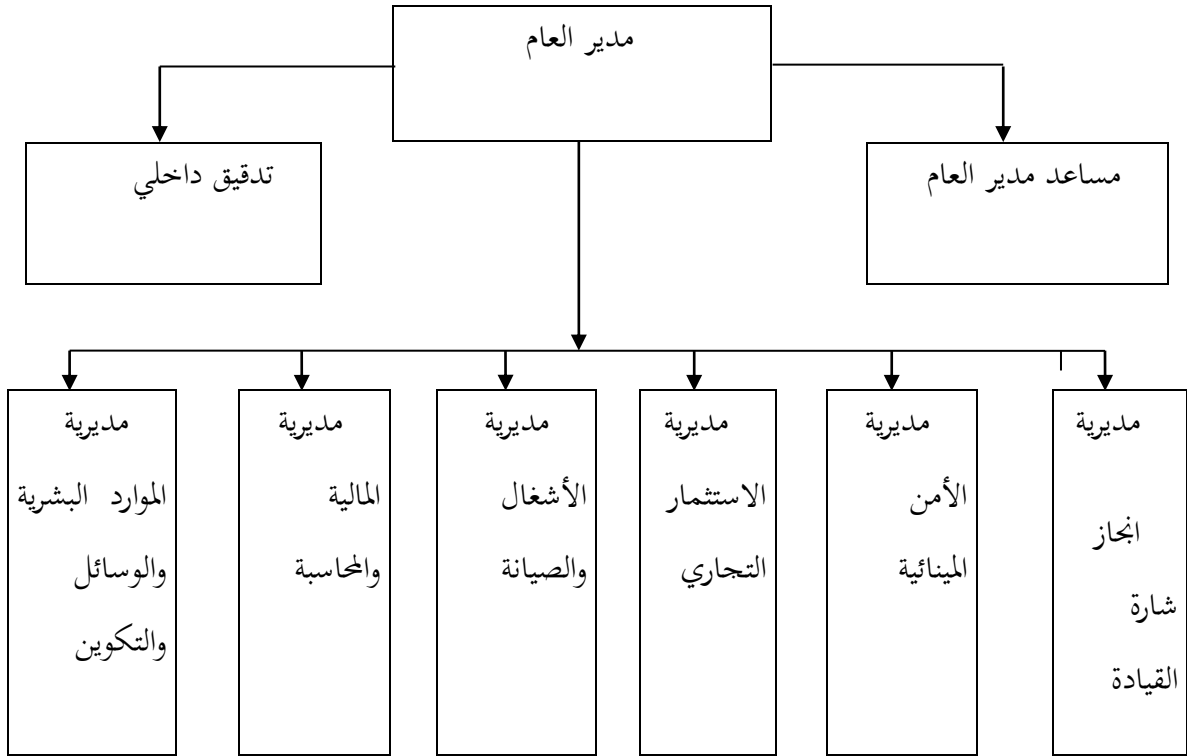 مدير العام
مساعد مدير العام
تدقيق داخلي
مديرية
انجاز
شارة
القيادة
مديرية
الأمن
المينائية
مديرية
الاستثمار
التجاري
مديرية
الأشغال
والصيانة
مديرية
المالية
والمحاسبة
مديرية
الموارد البشرية
والوسائل
والتكوين